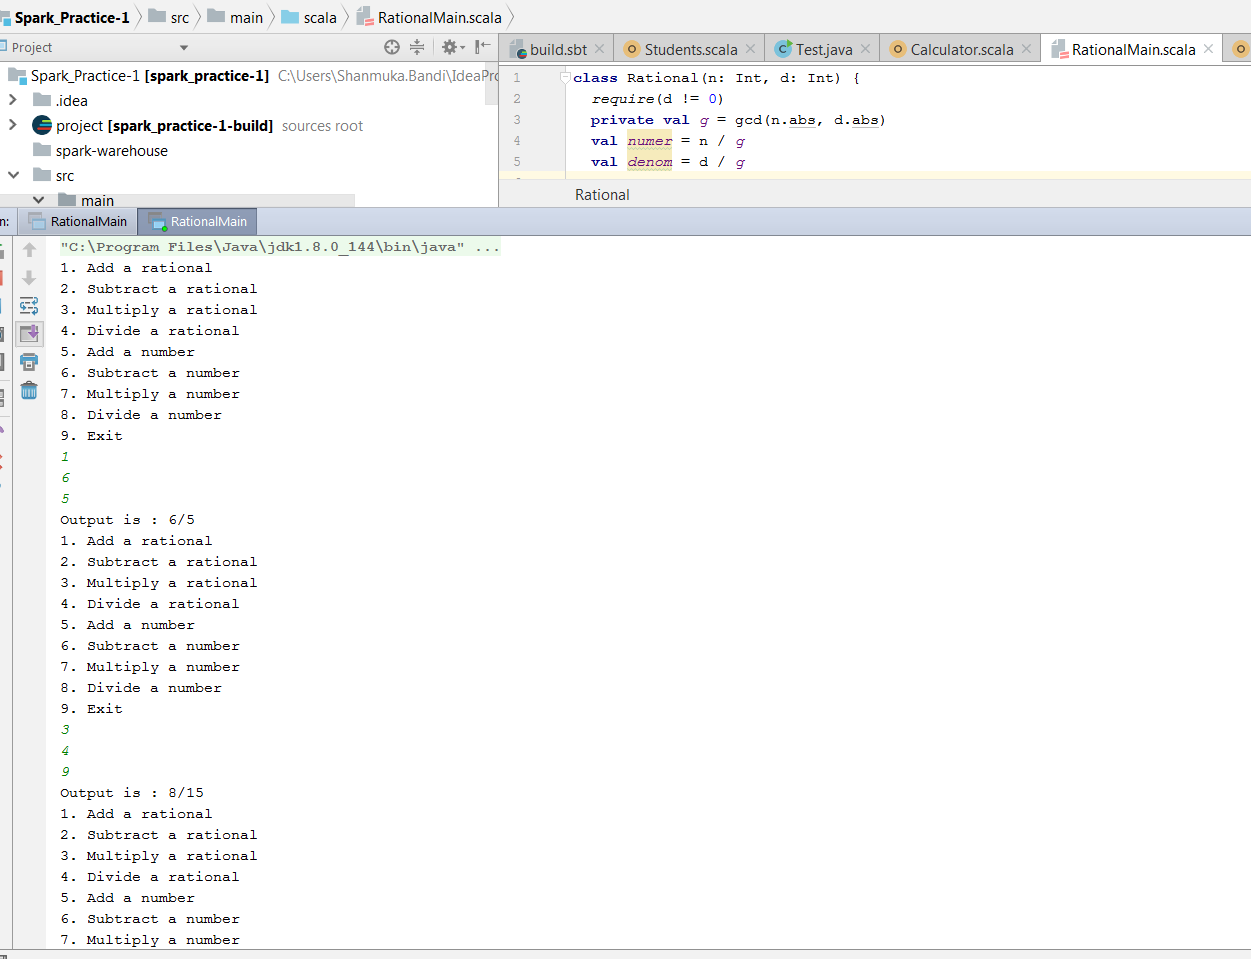 Spark_Practice-1 src main scala RationalMain.scala
Project
build.sbt Students.scala Test.java Calculator.scala RationalMain.scala
Spark_Practice-1 [spark_practice-1] C:\Users\Shanmuka.Bandi\IdeaPro
.idea
project [spark_practice-1-build] sources root
spark-warehouse
src
main
1 class Rational(n: Int, d: Int) {
2 require(d != 0)
3 private val g = gcd(n.abs, d.abs)
4 val numer = n / g
5 val denom = d / g
Rational
n: RationalMain RationalMain
"C:\Program Files\Java\jdk1.8.0_144\bin\java" ...
1. Add a rational
2. Subtract a rational
3. Multiply a rational
4. Divide a rational
5. Add a number
6. Subtract a number
7. Multiply a number
8. Divide a number
9. Exit
1
6
5
Output is : 6/5
1. Add a rational
2. Subtract a rational
3. Multiply a rational
4. Divide a rational
5. Add a number
6. Subtract a number
7. Multiply a number
8. Divide a number
9. Exit
3
4
9
Output is : 8/15
1. Add a rational
2. Subtract a rational
3. Multiply a rational
4. Divide a rational
5. Add a number
6. Subtract a number
7. Multiply a number